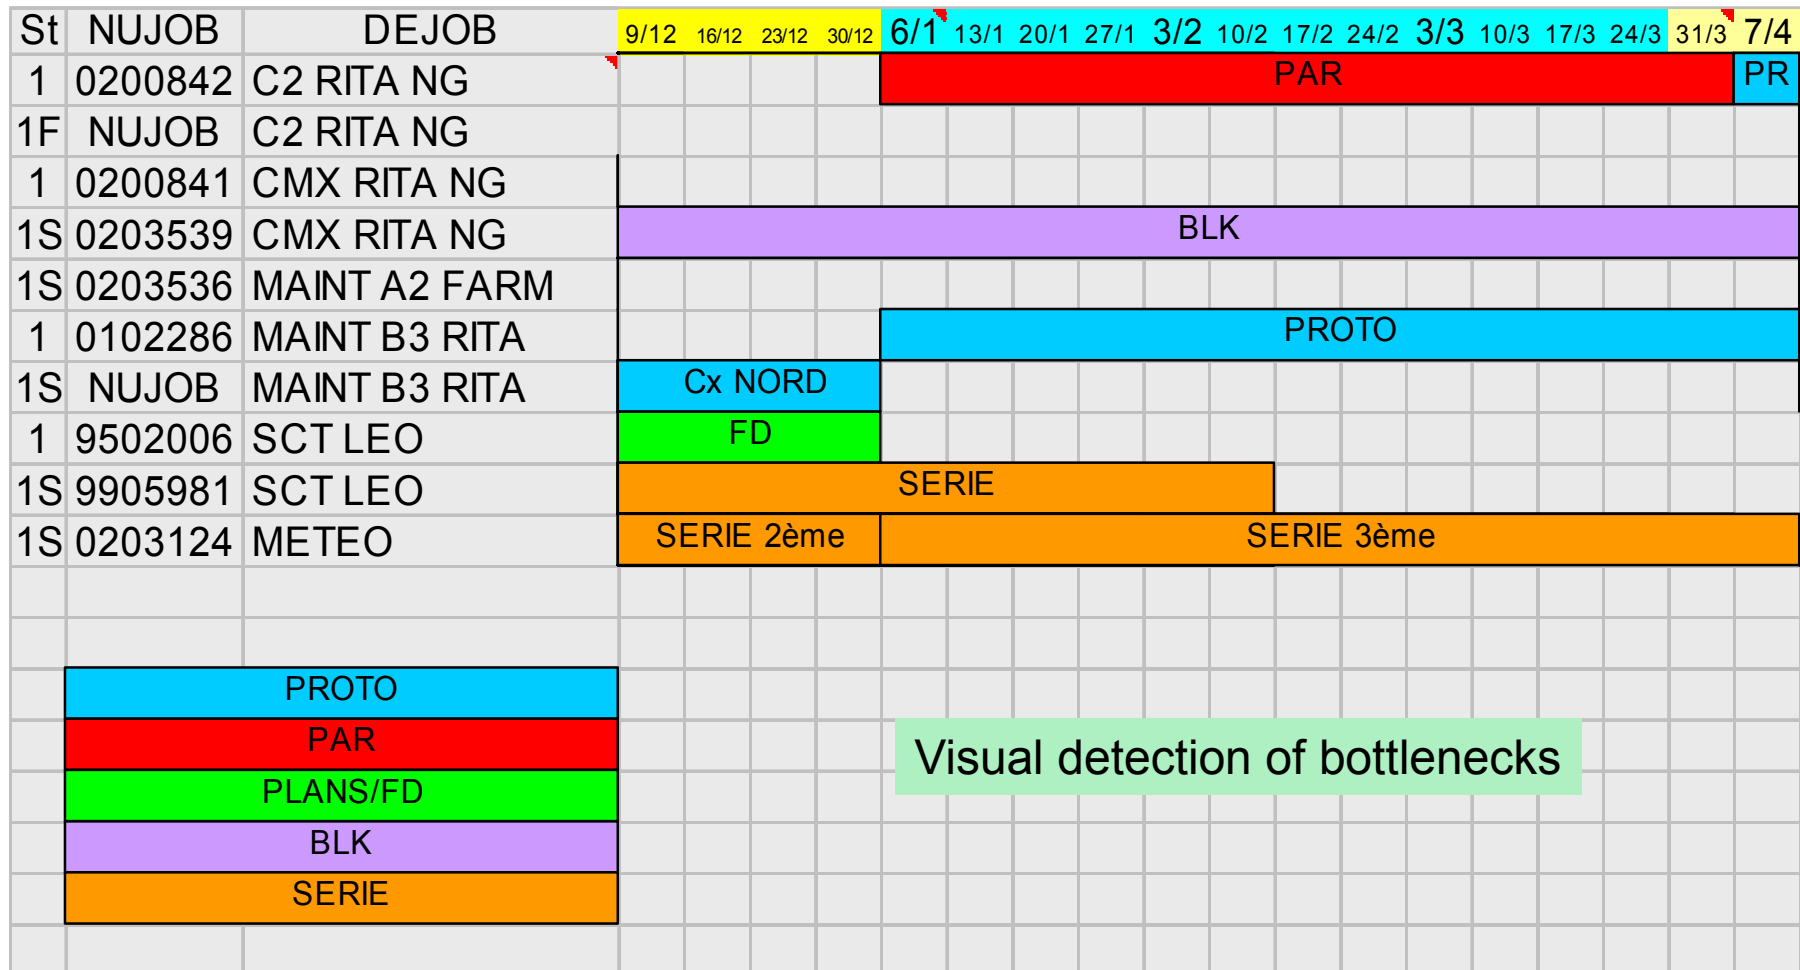 St NUJOB DEJOB 9/12 16/12 23/12 30/12 6/1 13/1 20/1 27/1 3/2 10/2 17/2 24/2 3/3 10/3 17/3 24/3 31/3 7/4
1 0200842 C2 RITA NG PAR PR
1F NUJOB C2 RITA NG
1 0200841 CMX RITA NG
1S 0203539 CMX RITA NG BLK
1S 0203536 MAINT A2 FARM
1 0102286 MAINT B3 RITA PROTO
1S NUJOB MAINT B3 RITA Cx NORD
1 9502006 SCT LEO FD
1S 9905981 SCT LEO SERIE
1S 0203124 METEO SERIE 2ème SERIE 3ème
PROTO
PAR
Visual detection of bottlenecks
PLANS/FD
BLK
SERIE